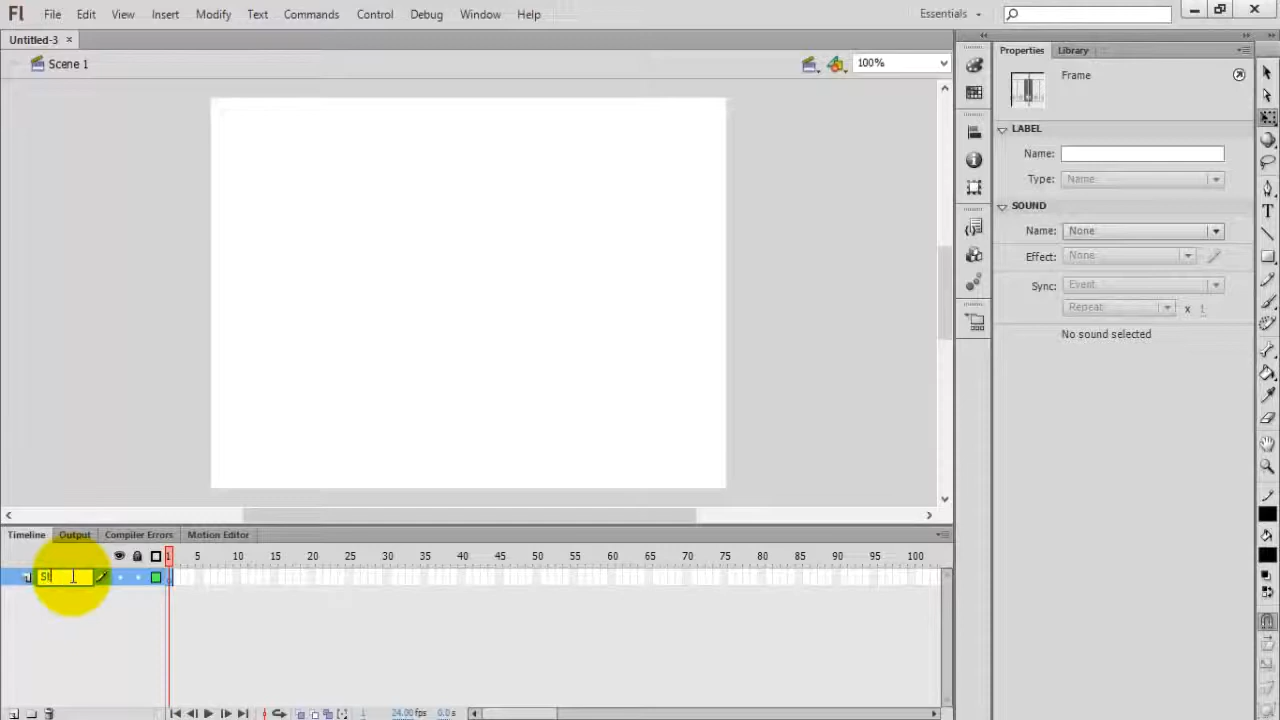 Fl File Edit View Insert Modify Text Commands Control Debug Window Help Essentials
Untitled-3 ×
Scene 1 100%
Properties Library
Frame
LABEL
Name:
Type: Name
SOUND
Name: None
Effect: None
Sync: Event
Repeat x 1
No sound selected
Timeline Output Compiler Errors Motion Editor
1 5 10 15 20 25 30 35 40 45 50 55 60 65 70 75 80 85 90 95 100
1 24.00 fps 0.0 s